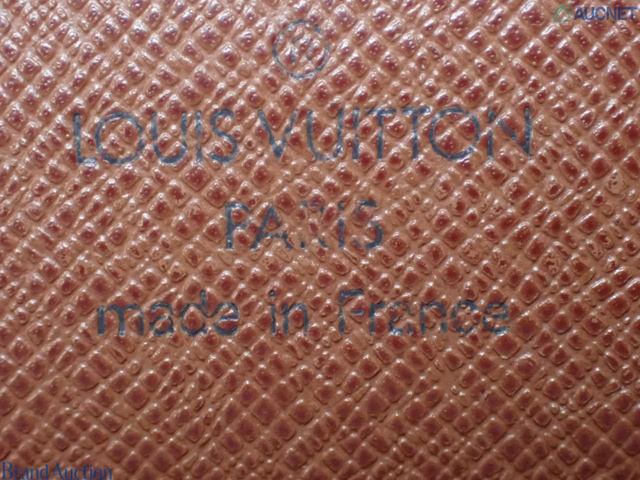 AUCNET
LOUIS VUITTON
PARIS
made in France
Brand Auction